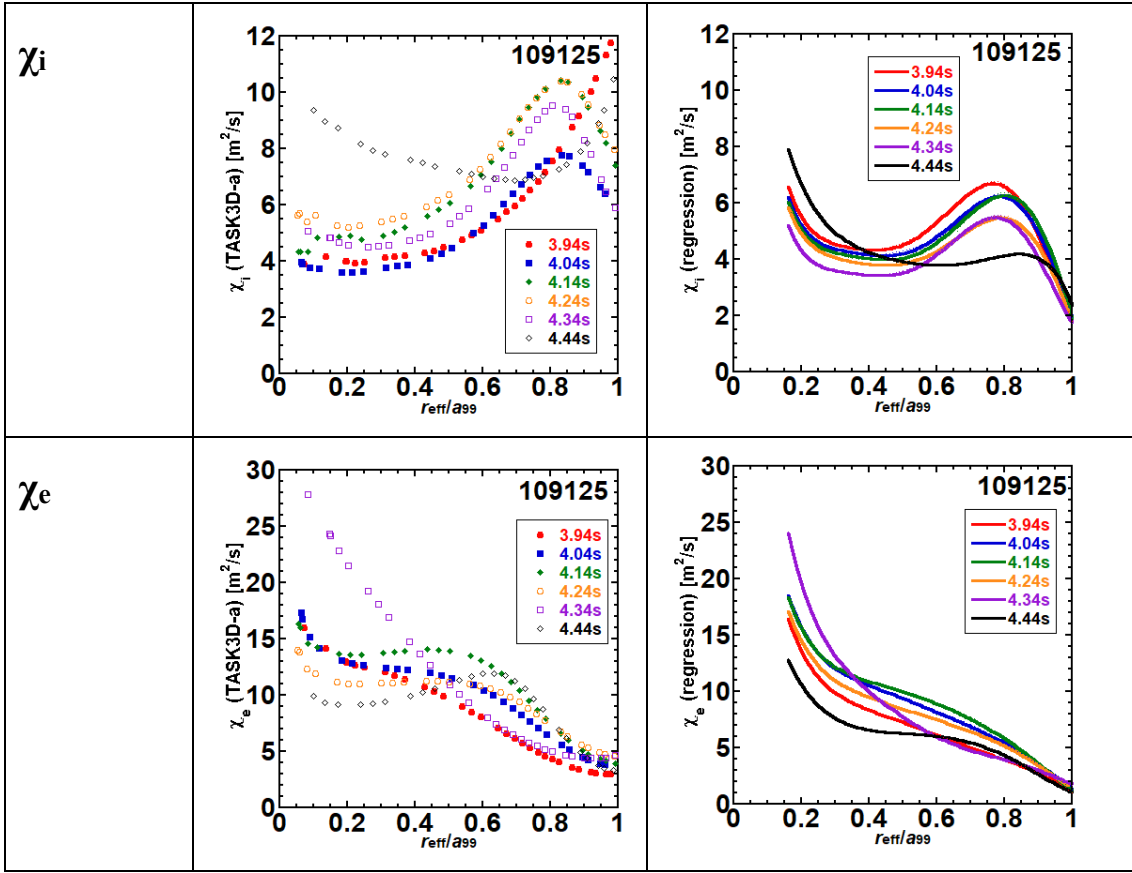 χi
12
10
8
6
4
2
0
χi (TASK3D-a) [m²/s]
109125
3.94s
4.04s
4.14s
4.24s
4.34s
4.44s
0 0.2 0.4 0.6 0.8 1
reff/a99
12
10
8
6
4
2
0
χi (regression) [m²/s]
109125
3.94s
4.04s
4.14s
4.24s
4.34s
4.44s
0 0.2 0.4 0.6 0.8 1
reff/a99
χe
30
25
20
15
10
5
0
χe (TASK3D-a) [m²/s]
109125
3.94s
4.04s
4.14s
4.24s
4.34s
4.44s
0 0.2 0.4 0.6 0.8 1
reff/a99
30
25
20
15
10
5
0
χe (regression) [m²/s]
109125
3.94s
4.04s
4.14s
4.24s
4.34s
4.44s
0 0.2 0.4 0.6 0.8 1
reff/a99